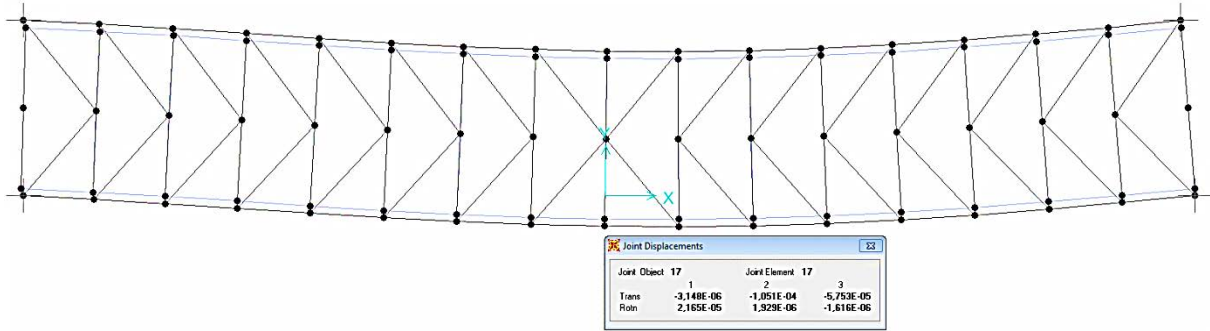 Y
X
Joint Displacements
Joint Object 17 Joint Element 17
1 2 3
Trans -3,148E-06 -1,051E-04 -5,753E-05
Rotn 2,165E-05 1,929E-06 -1,616E-06